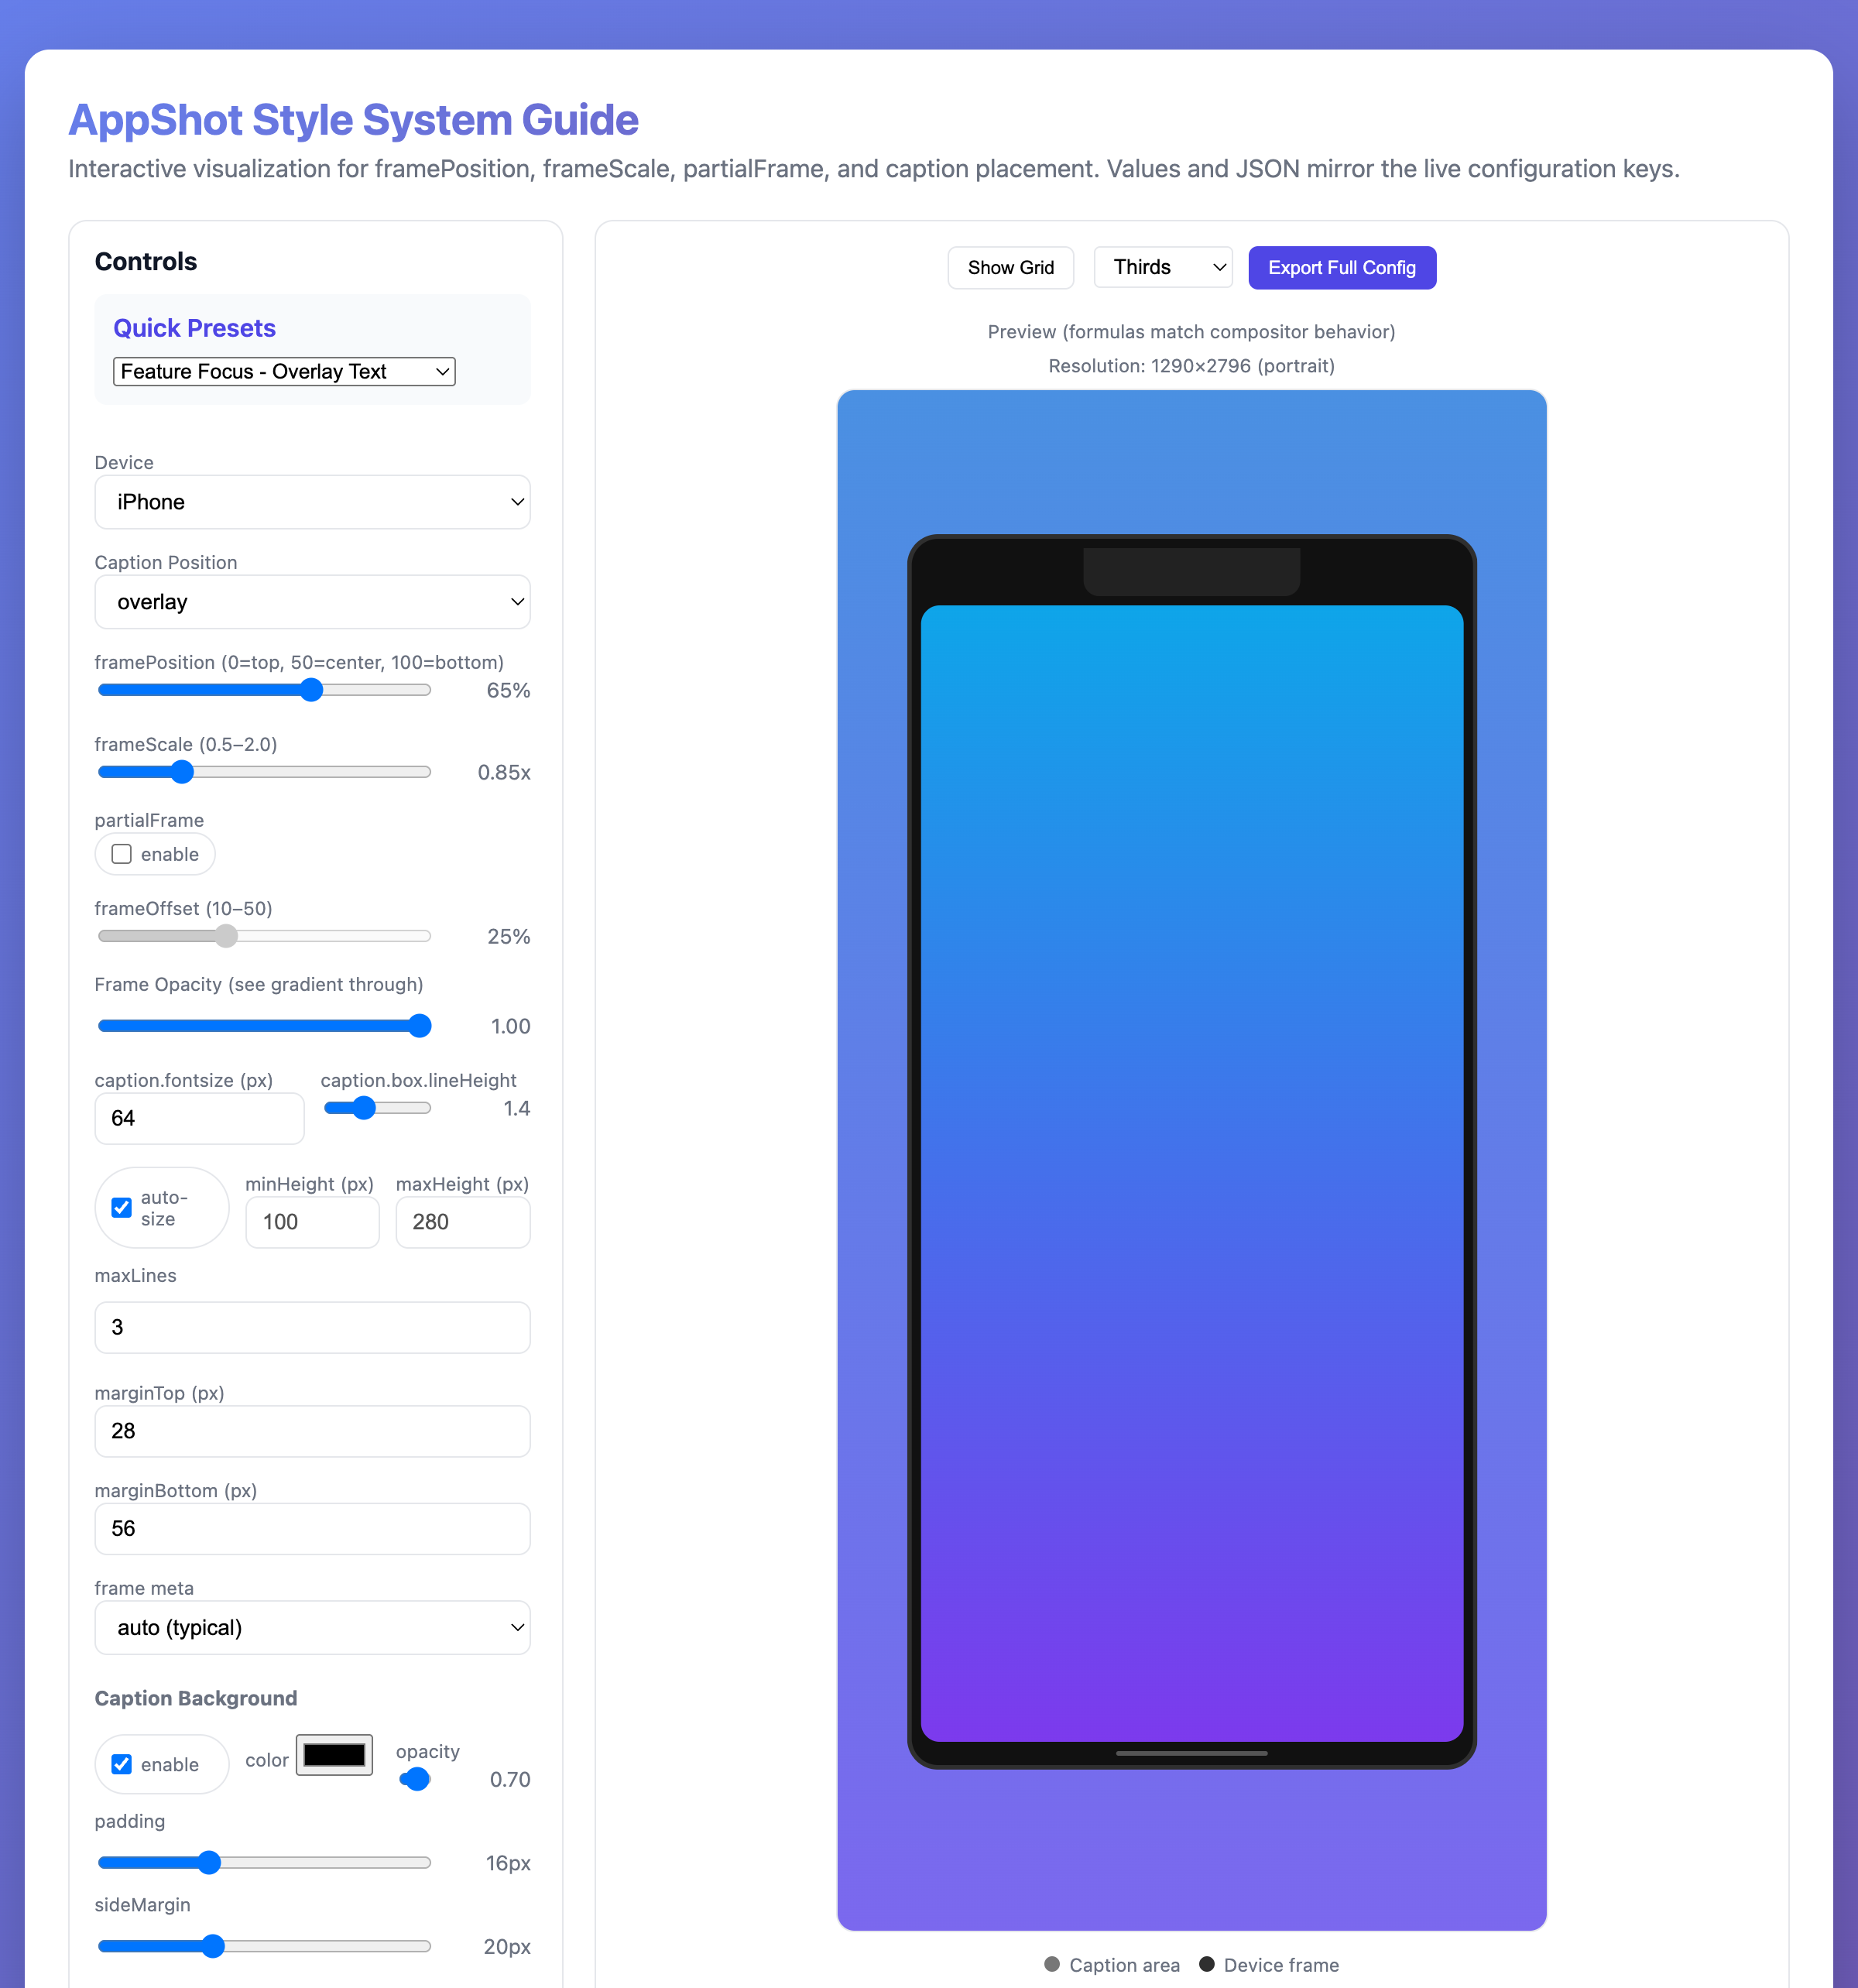 AppShot Style System Guide
Interactive visualization for framePosition, frameScale, partialFrame, and caption placement. Values and JSON mirror the live configuration keys.
Controls
Quick Presets
Feature Focus - Overlay Text
Device
iPhone
Caption Position
overlay
framePosition (0=top, 50=center, 100=bottom)
65%
frameScale (0.5–2.0)
0.85x
partialFrame
enable
frameOffset (10–50)
25%
Frame Opacity (see gradient through)
1.00
caption.fontsize (px)
64
caption.box.lineHeight
1.4
auto-
size
minHeight (px)
100
maxHeight (px)
280
maxLines
3
marginTop (px)
28
marginBottom (px)
56
frame meta
auto (typical)
Caption Background
enable
color
opacity
0.70
padding
16px
sideMargin
20px
Show Grid
Thirds
Export Full Config
Preview (formulas match compositor behavior)
Resolution: 1290×2796 (portrait)
Caption area
Device frame